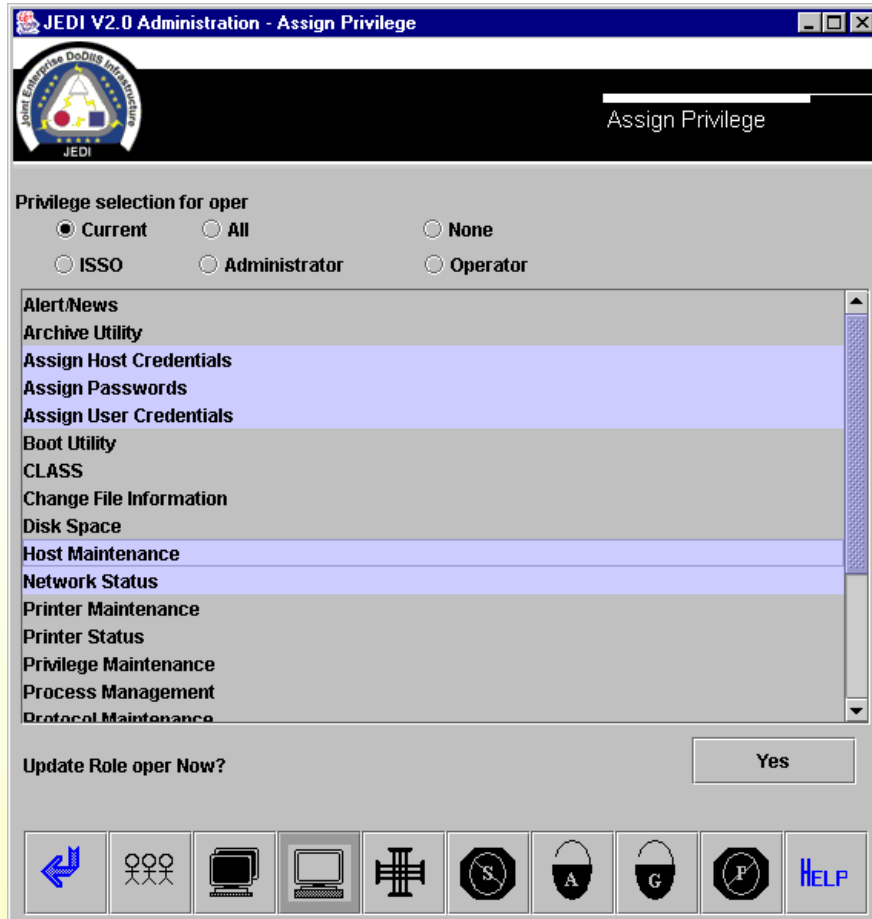 JEDI V2.0 Administration - Assign Privilege
Joint Enterprise DoDIIS Infrastructure
JEDI
Assign Privilege
Privilege selection for oper
Current All None
ISSO Administrator Operator
Alert/News
Archive Utility
Assign Host Credentials
Assign Passwords
Assign User Credentials
Boot Utility
CLASS
Change File Information
Disk Space
Host Maintenance
Network Status
Printer Maintenance
Printer Status
Privilege Maintenance
Process Management
Protocol Maintenance
Update Role oper Now? Yes
S A G F HELP